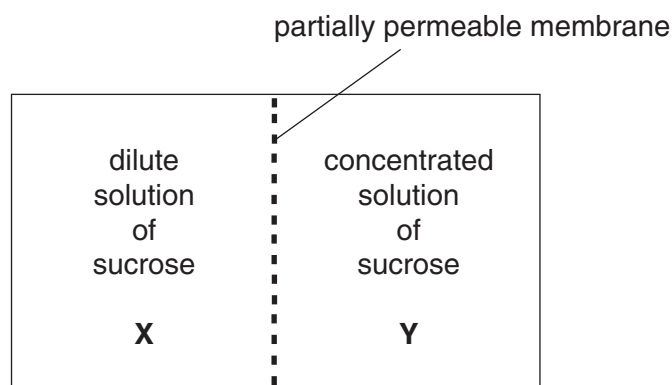 partially permeable membrane
dilute
solution
of
sucrose
X
concentrated
solution
of
sucrose
Y